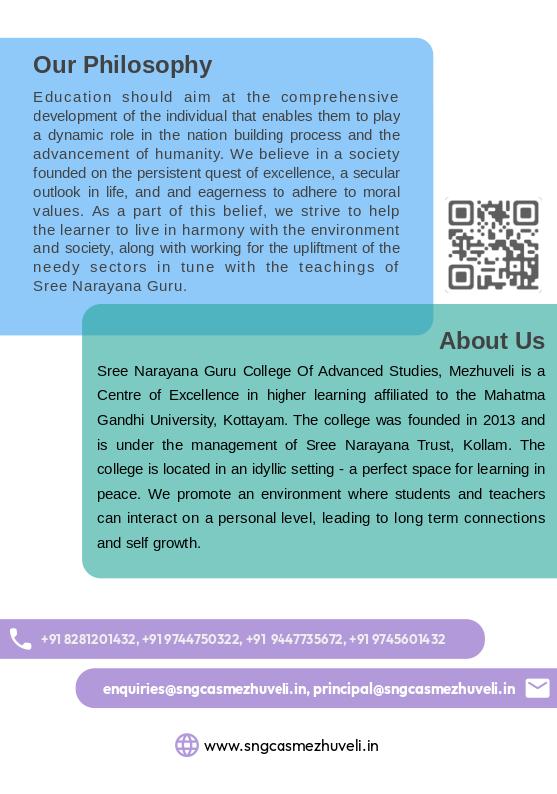 Our Philosophy
Education should aim at the comprehensive
development of the individual that enables them to play
a dynamic role in the nation building process and the
advancement of humanity. We believe in a society
founded on the persistent quest of excellence, a secular
outlook in life, and and eagerness to adhere to moral
values. As a part of this belief, we strive to help
the learner to live in harmony with the environment
and society, along with working for the upliftment of the
needy sectors in tune with the teachings of
Sree Narayana Guru.
About Us
Sree Narayana Guru College Of Advanced Studies, Mezhuveli is a
Centre of Excellence in higher learning affiliated to the Mahatma
Gandhi University, Kottayam. The college was founded in 2013 and
is under the management of Sree Narayana Trust, Kollam. The
college is located in an idyllic setting - a perfect space for learning in
peace. We promote an environment where students and teachers
can interact on a personal level, leading to long term connections
and self growth.
+91 8281201432, +91 9744750322, +91 9447735672, +91 9745601432
enquiries@sngcasmezhuveli.in, principal@sngcasmezhuveli.in
www.sngcasmezhuveli.in